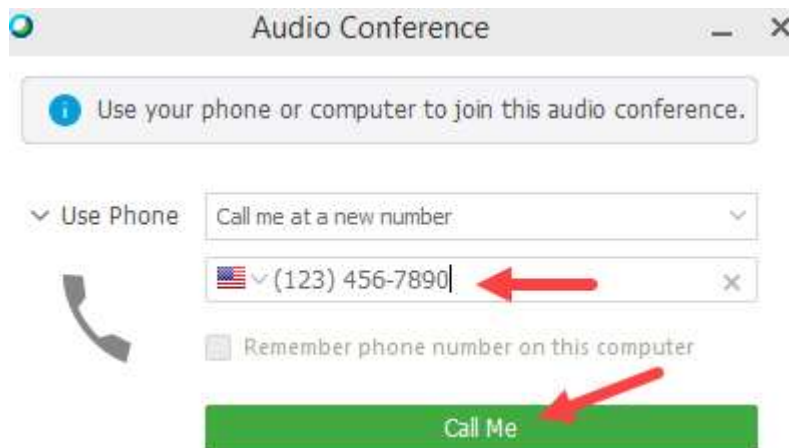 Audio Conference
Use your phone or computer to join this audio conference.
Use Phone Call me at a new number
(123) 456-7890
Remember phone number on this computer
Call Me